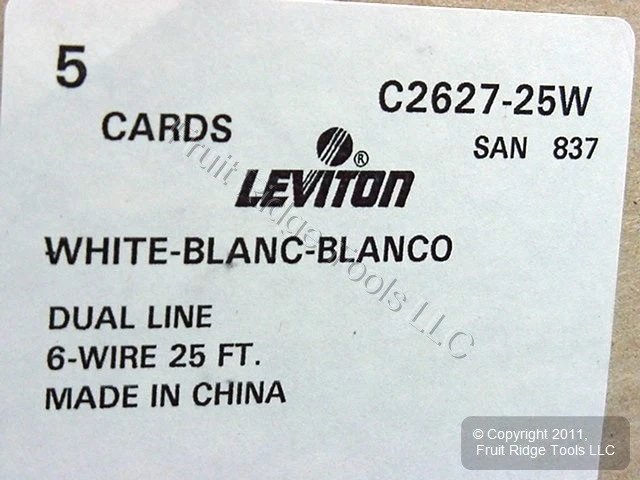 5
CARDS
C2627-25W
SAN 837
LEVITON®
WHITE-BLANC-BLANCO
DUAL LINE
6-WIRE 25 FT.
MADE IN CHINA
Fruit Ridge Tools LLC
© Copyright 2011,
Fruit Ridge Tools LLC